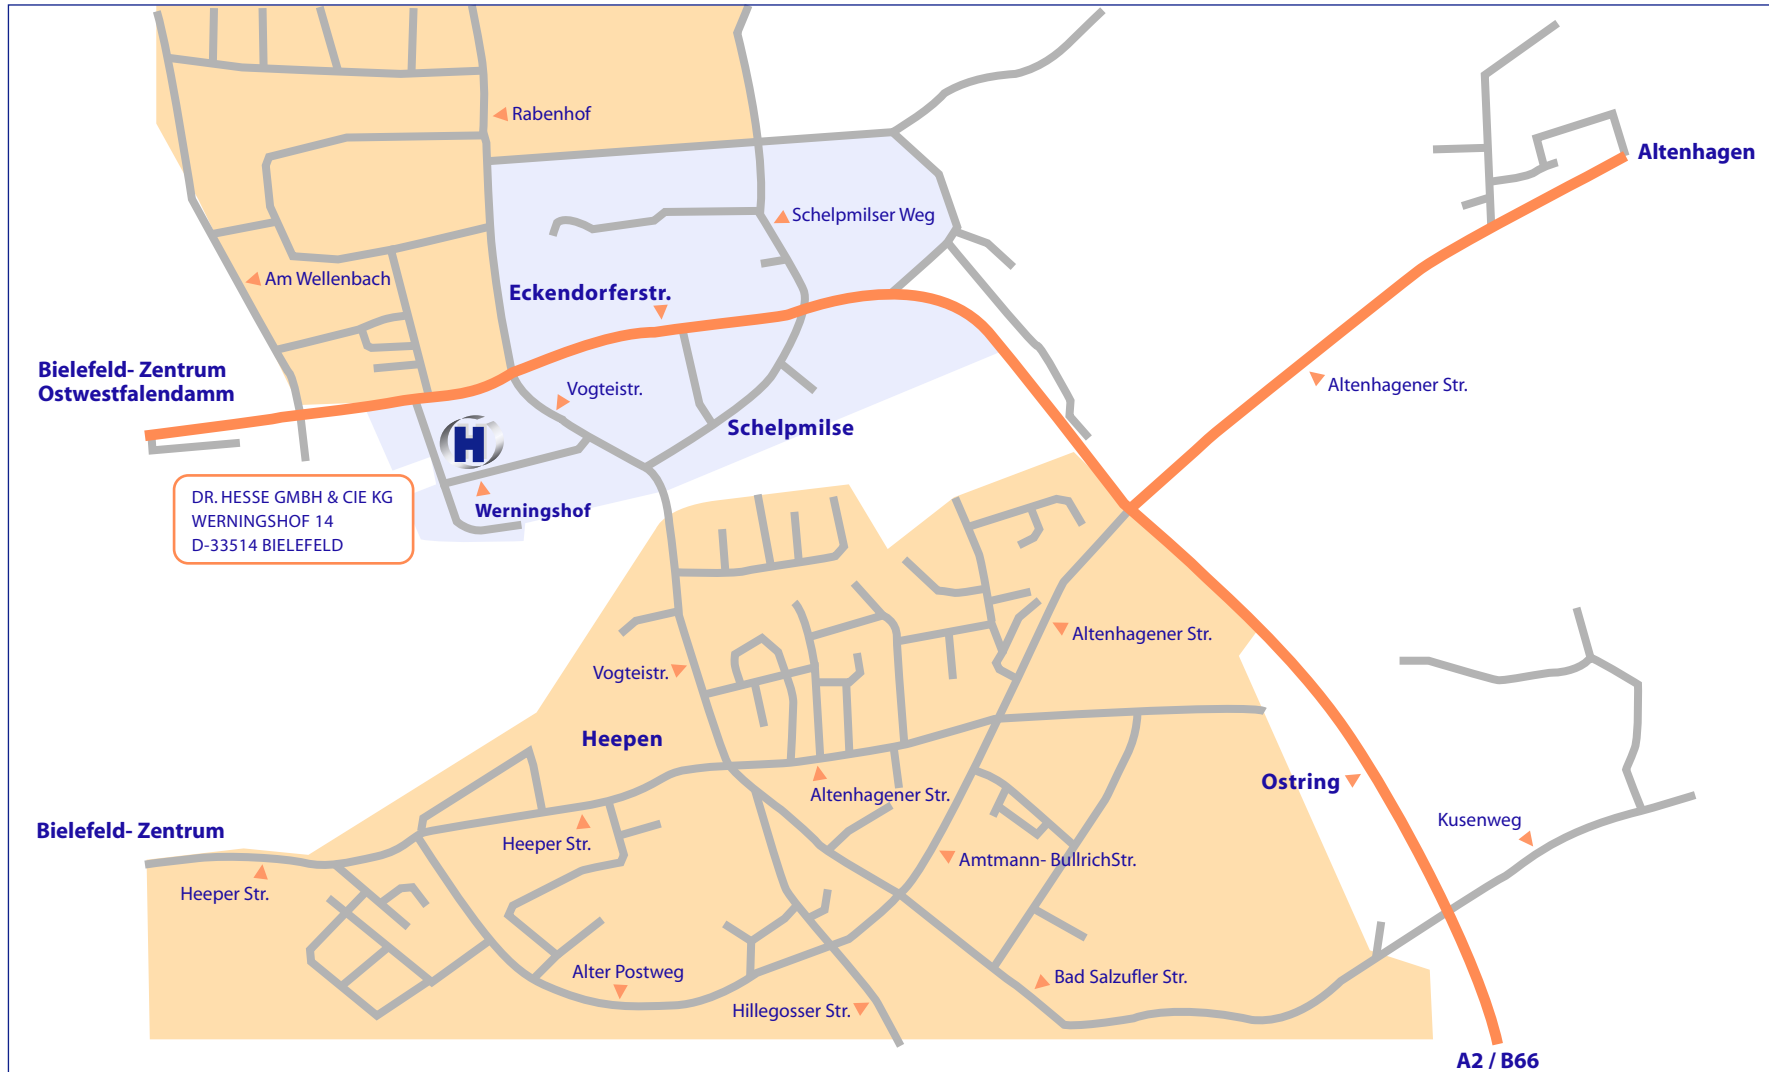 Rabenhof
Altenhagen
Schelpmilser Weg
Am Wellenbach
Eckendorferstr.
Bielefeld- Zentrum
Ostwestfalendamm
Vogteistr.
Altenhagener Str.
Schelpmilse
H
DR. HESSE GMBH & CIE KG
WERNINGSHOF 14
D-33514 BIELEFELD
Werningshof
Altenhagener Str.
Vogteistr.
Heepen
Ostring
Altenhagener Str.
Kusenweg
Bielefeld- Zentrum
Heeper Str.
Amtmann- BullrichStr.
Heeper Str.
Alter Postweg
Bad Salzufler Str.
Hillegosser Str.
A2 / B66